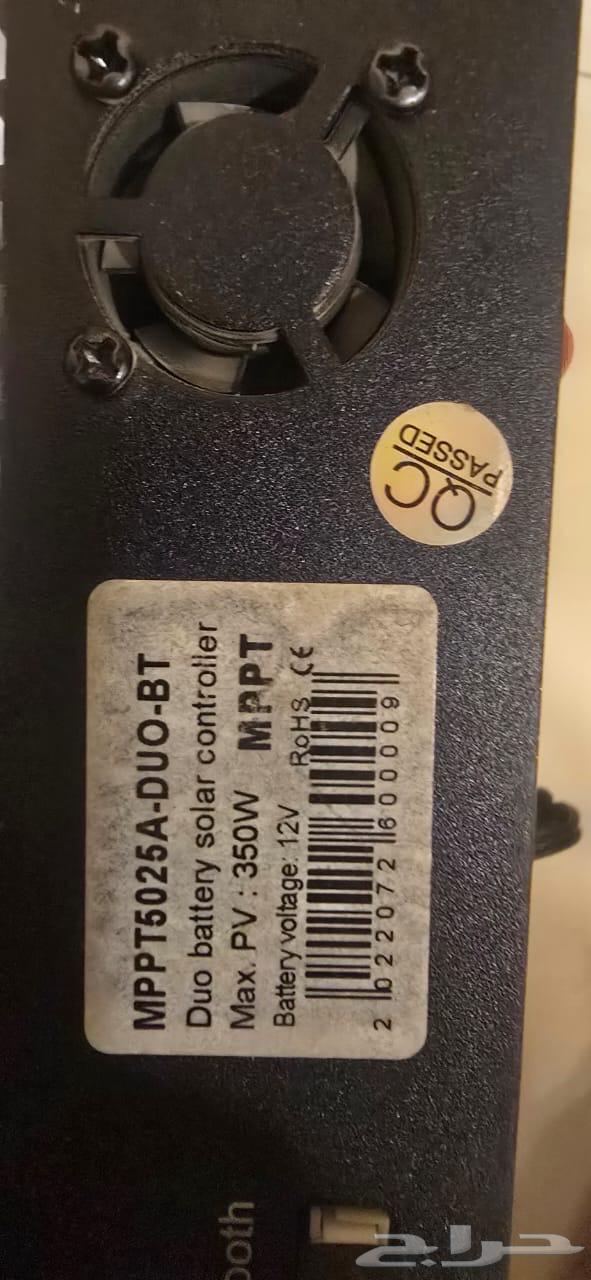 QC
PASSED
MPPT5025A-DUO-BT
Duo battery solar controller
Max. PV : 350W MPPT
Battery voltage: 12V RoHS CE
2 022072 600009
ooth
حراج